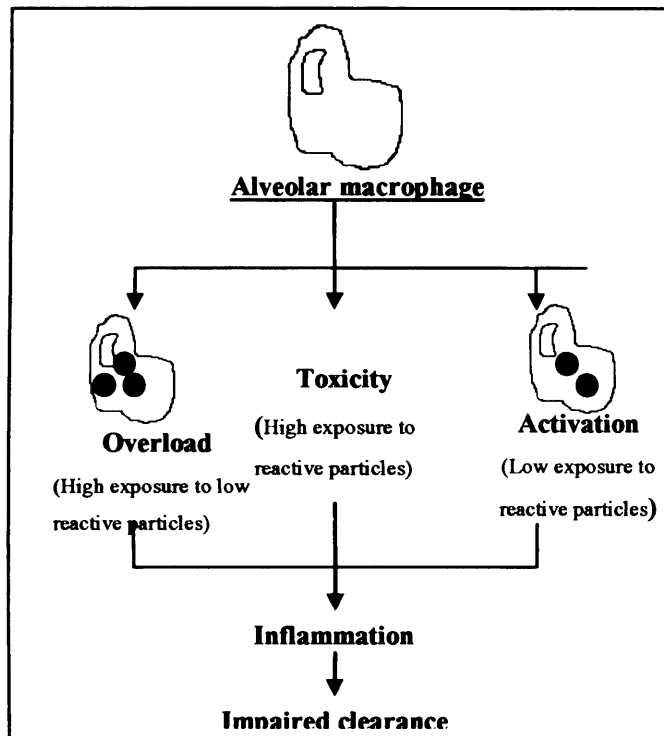 Alveolar macrophage
Overload
(High exposure to low
reactive particles)
Toxicity
(High exposure to
reactive particles)
Activation
(Low exposure to
reactive particles)
Inflammation
Impaired clearance